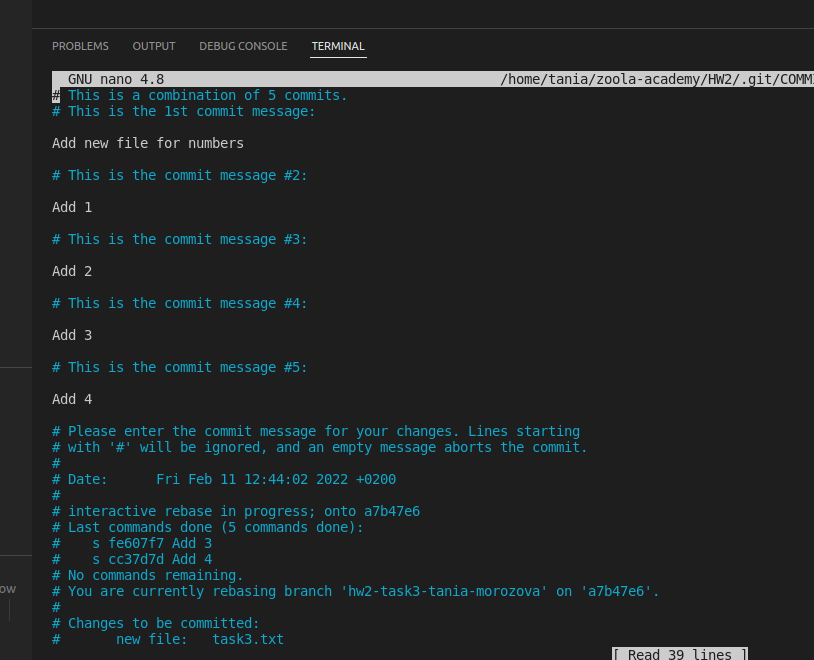 PROBLEMS OUTPUT DEBUG CONSOLE TERMINAL
GNU nano 4.8 /home/tania/zoola-academy/HW2/.git/COMM
# This is a combination of 5 commits.
# This is the 1st commit message:
Add new file for numbers
# This is the commit message #2:
Add 1
# This is the commit message #3:
Add 2
# This is the commit message #4:
Add 3
# This is the commit message #5:
Add 4
# Please enter the commit message for your changes. Lines starting
# with '#' will be ignored, and an empty message aborts the commit.
#
# Date: Fri Feb 11 12:44:02 2022 +0200
#
# interactive rebase in progress; onto a7b47e6
# Last commands done (5 commands done):
# s fe607f7 Add 3
# s cc37d7d Add 4
# No commands remaining.
ow
# You are currently rebasing branch 'hw2-task3-tania-morozova' on 'a7b47e6'.
#
# Changes to be committed:
# new file: task3.txt
[ Read 39 lines ]